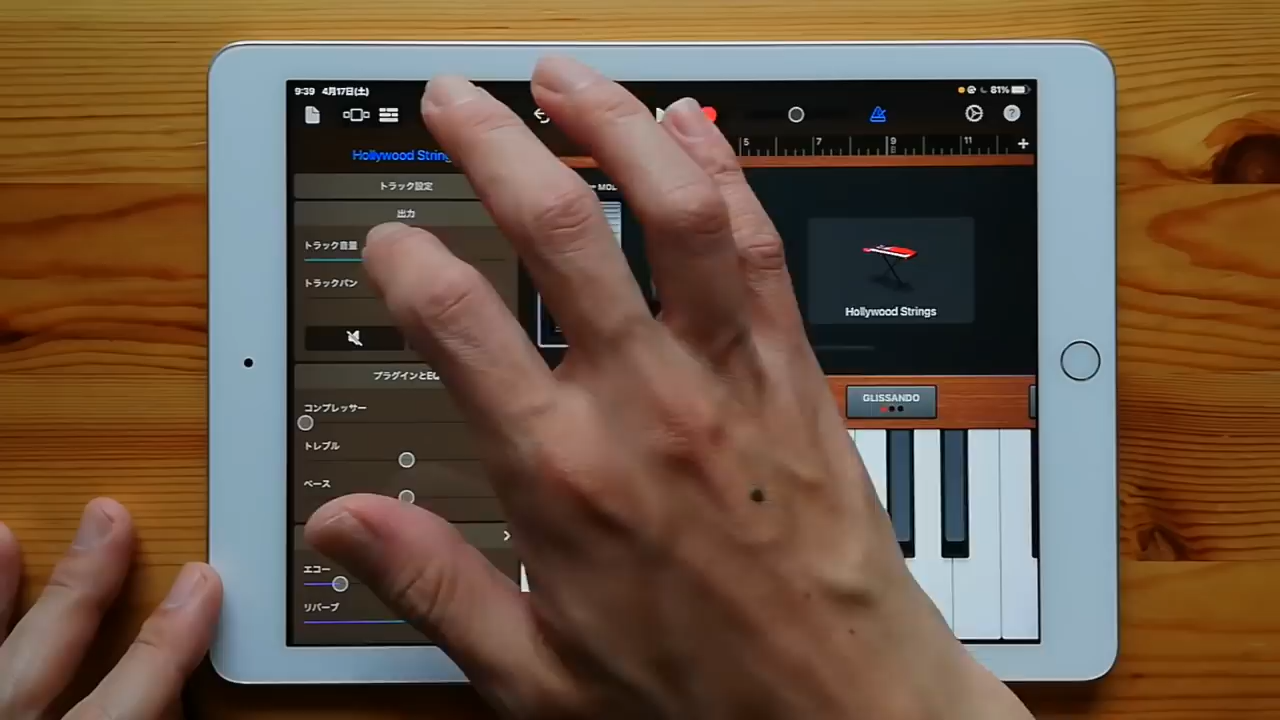 9:39 4月17日(土)
81%
?
5 7 9 11 +
Hollywood String
トラック設定
出力
トラック音量
トラックパン
プラグインとEQ
コンプレッサー
トレブル
ベース
エコー
リバーブ
Hollywood Strings
GLISSANDO